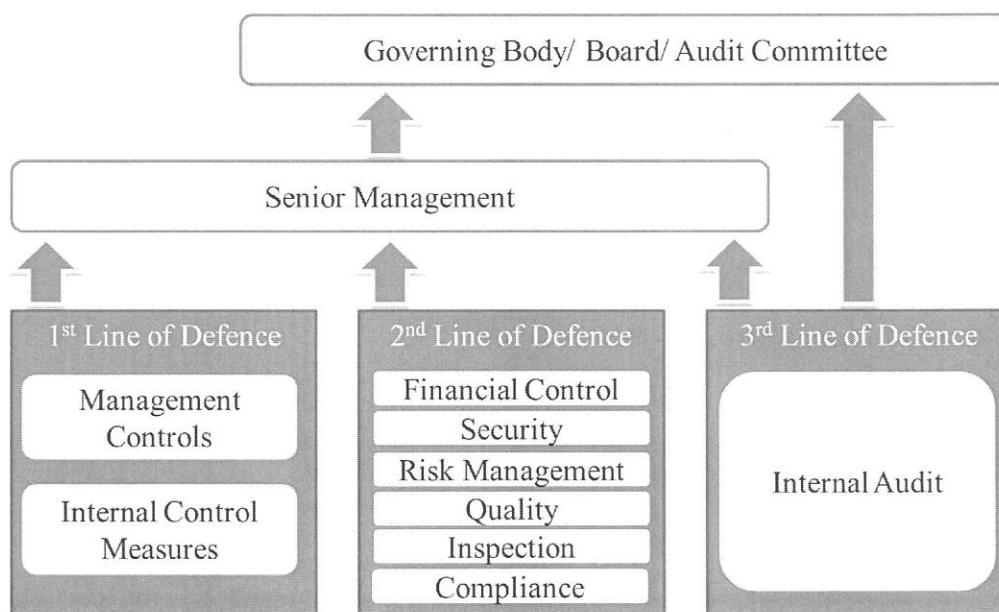 Governing Body/ Board/ Audit Committee
Senior Management
1st Line of Defence
Management
Controls
Internal Control
Measures
2nd Line of Defence
Financial Control
Security
Risk Management
Quality
Inspection
Compliance
3rd Line of Defence
Internal Audit